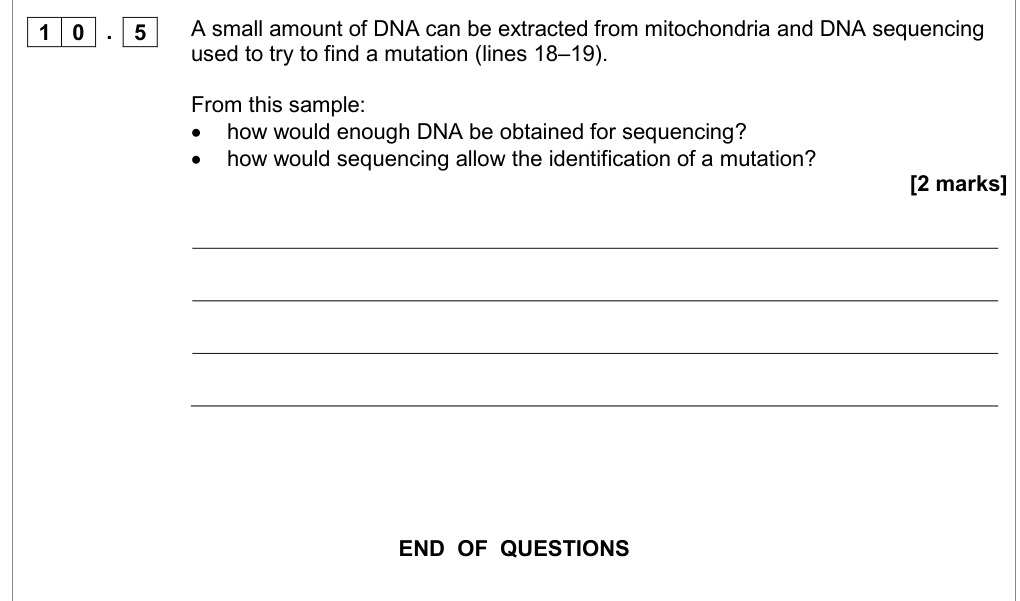 1 0 . 5 A small amount of DNA can be extracted from mitochondria and DNA sequencing
used to try to find a mutation (lines 18–19).
From this sample:
• how would enough DNA be obtained for sequencing?
• how would sequencing allow the identification of a mutation?
[2 marks]
END OF QUESTIONS